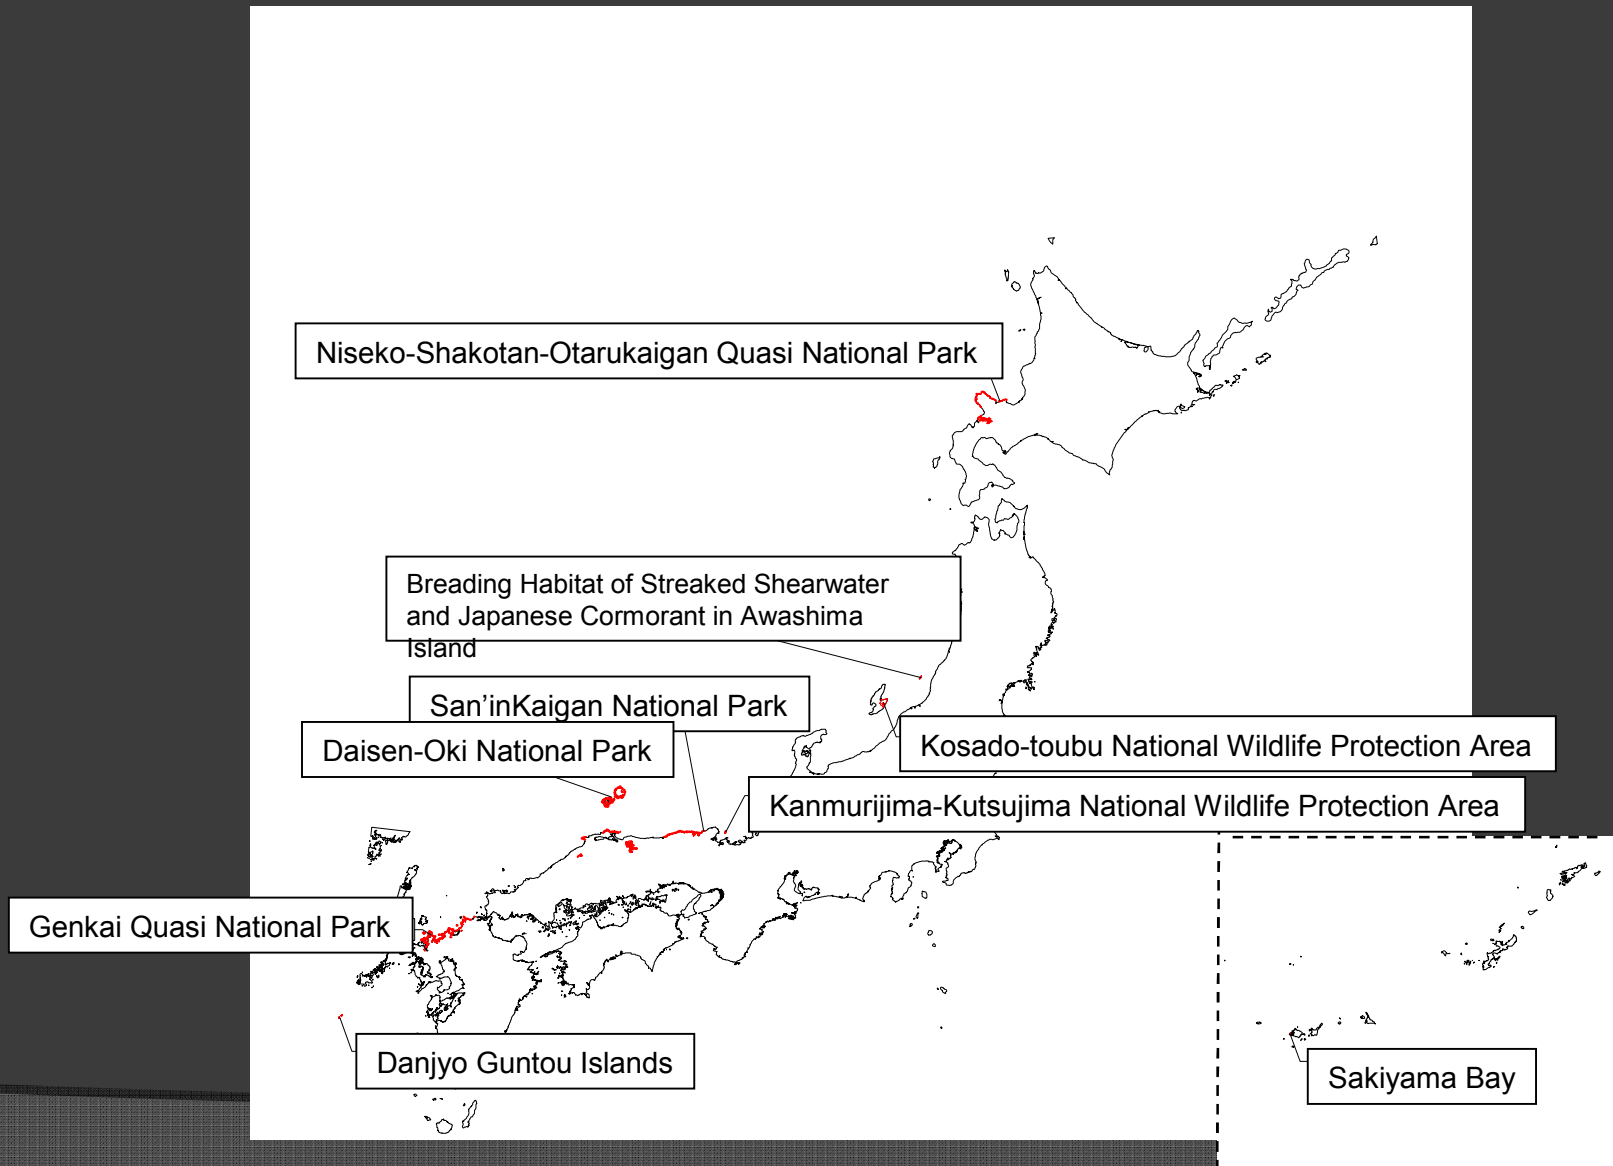 Niseko-Shakotan-Otarukaigan Quasi National Park
Breading Habitat of Streaked Shearwater
and Japanese Cormorant in Awashima
Island
San’inKaigan National Park
Daisen-Oki National Park
Kosado-toubu National Wildlife Protection Area
Kanmurijima-Kutsujima National Wildlife Protection Area
Genkai Quasi National Park
Danjyo Guntou Islands
Sakiyama Bay